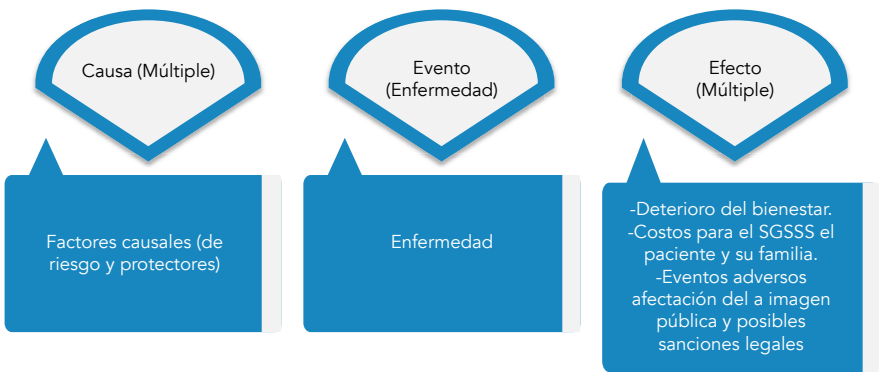 Causa (Múltiple)
Evento
(Enfermedad)
Efecto
(Múltiple)
Factores causales (de
riesgo y protectores)
Enfermedad
-Deterioro del bienestar.
-Costos para el SGSSS el
paciente y su familia.
-Eventos adversos
afectación del a imagen
pública y posibles
sanciones legales